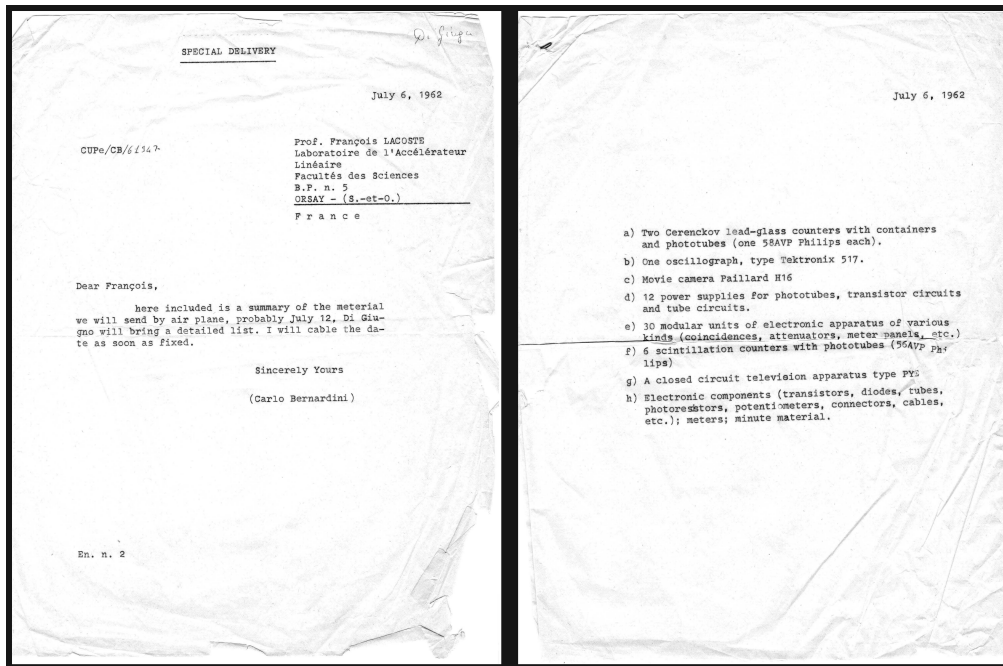 SPECIAL DELIVERY
July 6, 1962
CUPe/CB/61547
Prof. François LACOSTE
Laboratoire de l'Accélérateur
Linéaire
Facultés des Sciences
B.P. n. 5
ORSAY - (S.-et-O.)
F r a n c e
Dear François,
here included is a summary of the meterial
we will send by air plane, probably July 12, Di Giu-
gno will bring a detailed list. I will cable the da-
te as soon as fixed.
Sincerely Yours
(Carlo Bernardini)
En. n. 2
July 6, 1962
a) Two Cerenckov lead-glass counters with containers
and phototubes (one 58AVP Philips each).
b) One oscillograph, type Tektronix 517.
c) Movie camera Paillard H16
d) 12 power supplies for phototubes, transistor circuits
and tube circuits.
e) 30 modular units of electronic apparatus of various
kinds (coincidences, attenuators, meter panels, etc.)
f) 6 scintillation counters with phototubes (56AVP Phi
lips)
g) A closed circuit television apparatus type PYE
h) Electronic components (transistors, diodes, tubes,
photoresistors, potentiometers, connectors, cables,
etc.); meters; minute material.